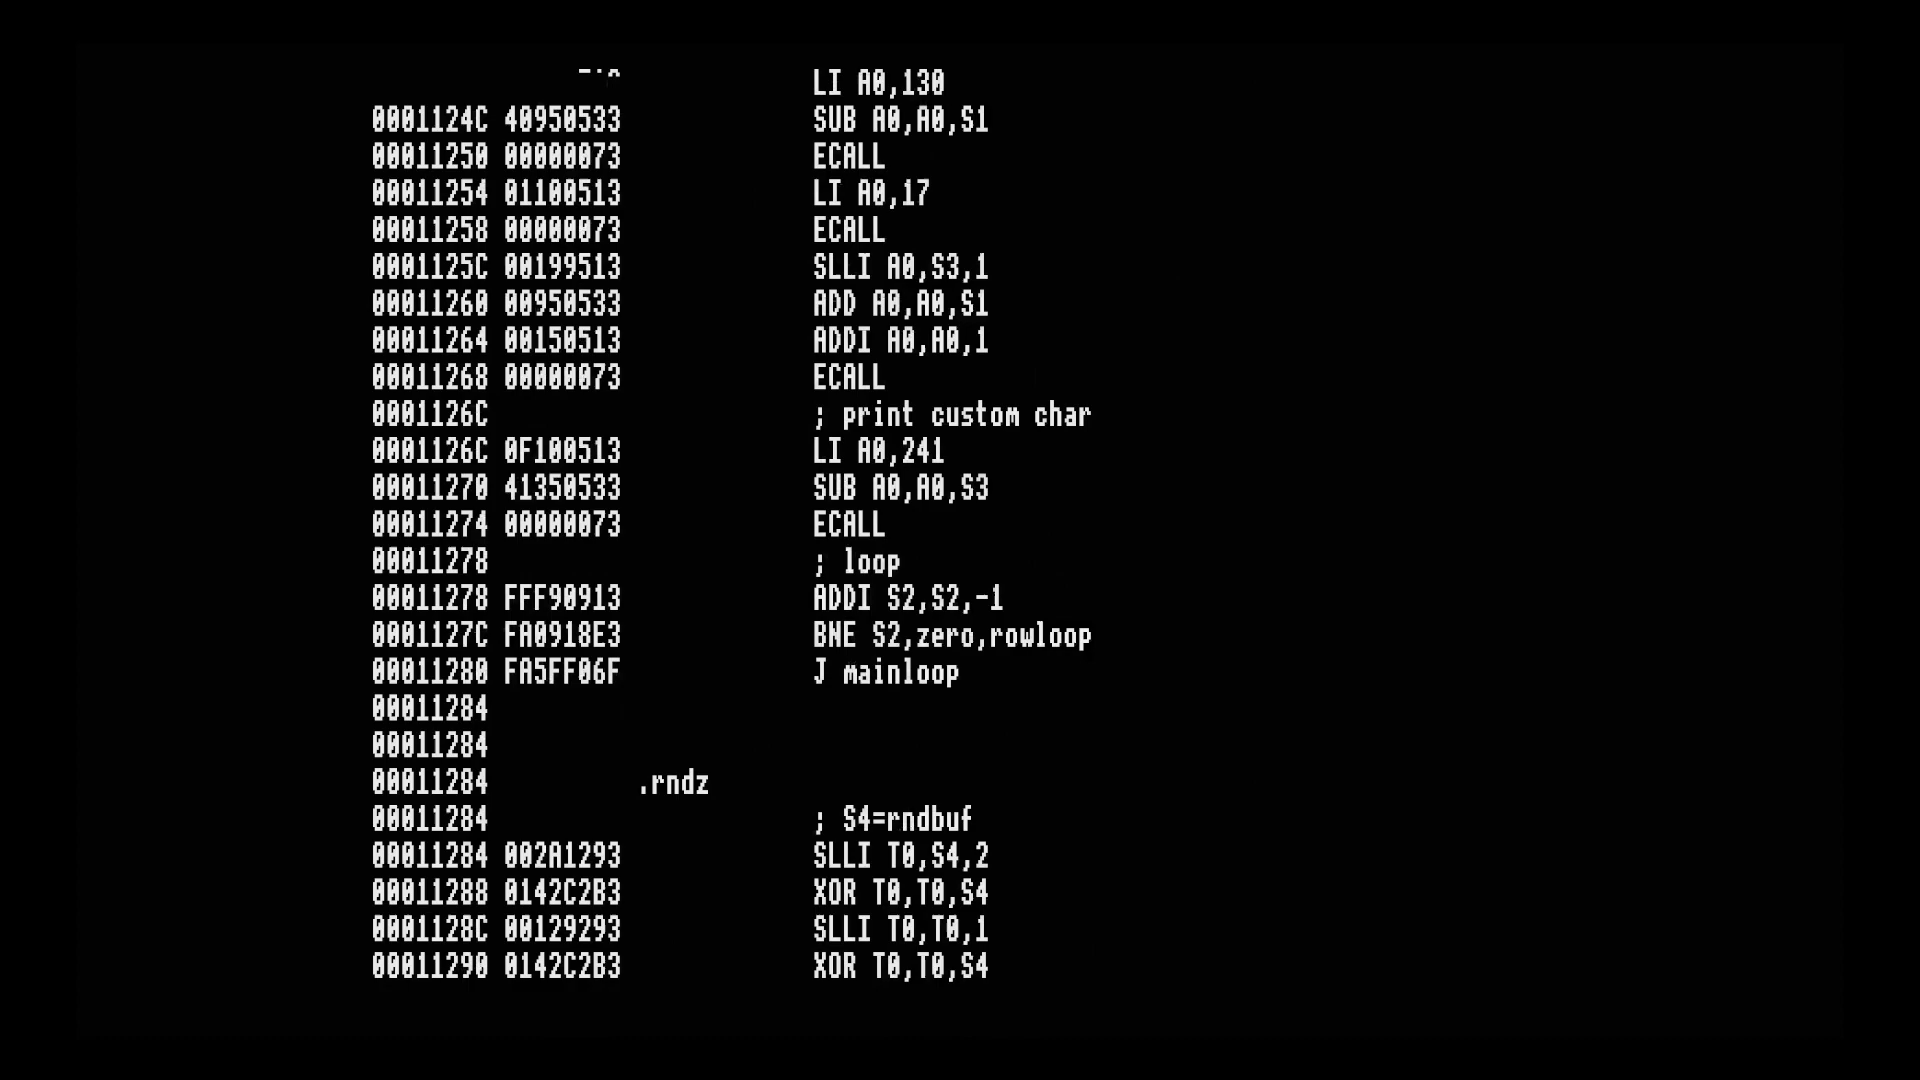 LI A0,130
0001124C 40950533 SUB A0,A0,S1
00011250 00000073 ECALL
00011254 01100513 LI A0,17
00011258 00000073 ECALL
0001125C 00199513 SLLI A0,S3,1
00011260 00950533 ADD A0,A0,S1
00011264 00150513 ADDI A0,A0,1
00011268 00000073 ECALL
0001126C ; print custom char
0001126C 0F100513 LI A0,241
00011270 41350533 SUB A0,A0,S3
00011274 00000073 ECALL
00011278 ; loop
00011278 FFF90913 ADDI S2,S2,-1
0001127C FA0918E3 BNE S2,zero,rowloop
00011280 FA5FF06F J mainloop
00011284
00011284
00011284 .rndz
00011284 ; S4=rndbuf
00011284 002A1293 SLLI T0,S4,2
00011288 0142C2B3 XOR T0,T0,S4
0001128C 00129293 SLLI T0,T0,1
00011290 0142C2B3 XOR T0,T0,S4